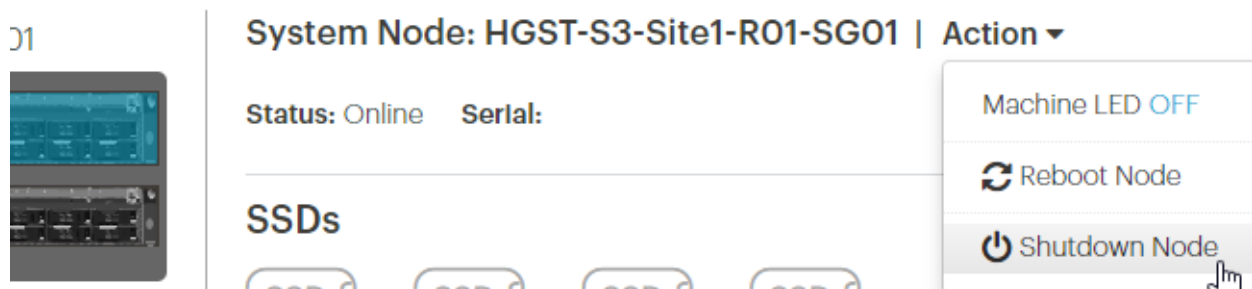 01
System Node: HGST-S3-Site1-R01-SG01 | Action
Status: Online Serial:
Machine LED OFF
Reboot Node
Shutdown Node
SSDs